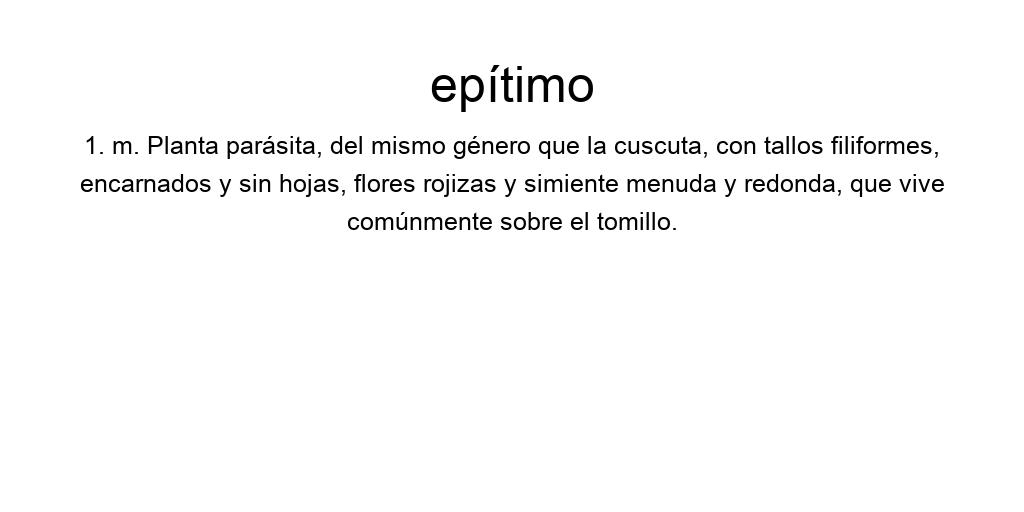 epítimo
1. m. Planta parásita, del mismo género que la cuscuta, con tallos filiformes,
encarnados y sin hojas, flores rojizas y simiente menuda y redonda, que vive
comúnmente sobre el tomillo.